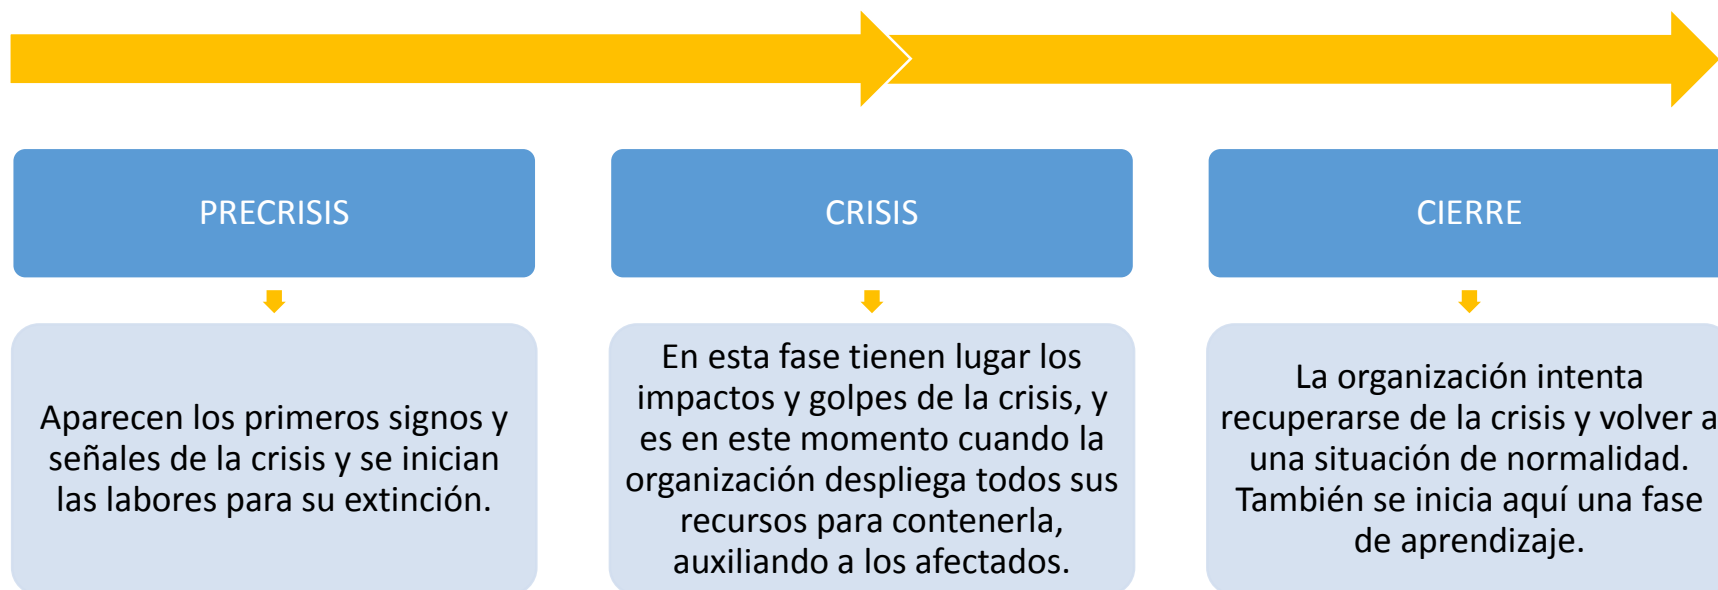 PRECRISIS
Aparecen los primeros signos y
señales de la crisis y se inician
las labores para su extinción.
CRISIS
En esta fase tienen lugar los
impactos y golpes de la crisis, y
es en este momento cuando la
organización despliega todos sus
recursos para contenerla,
auxiliando a los afectados.
CIERRE
La organización intenta
recuperarse de la crisis y volver a
una situación de normalidad.
También se inicia aquí una fase
de aprendizaje.